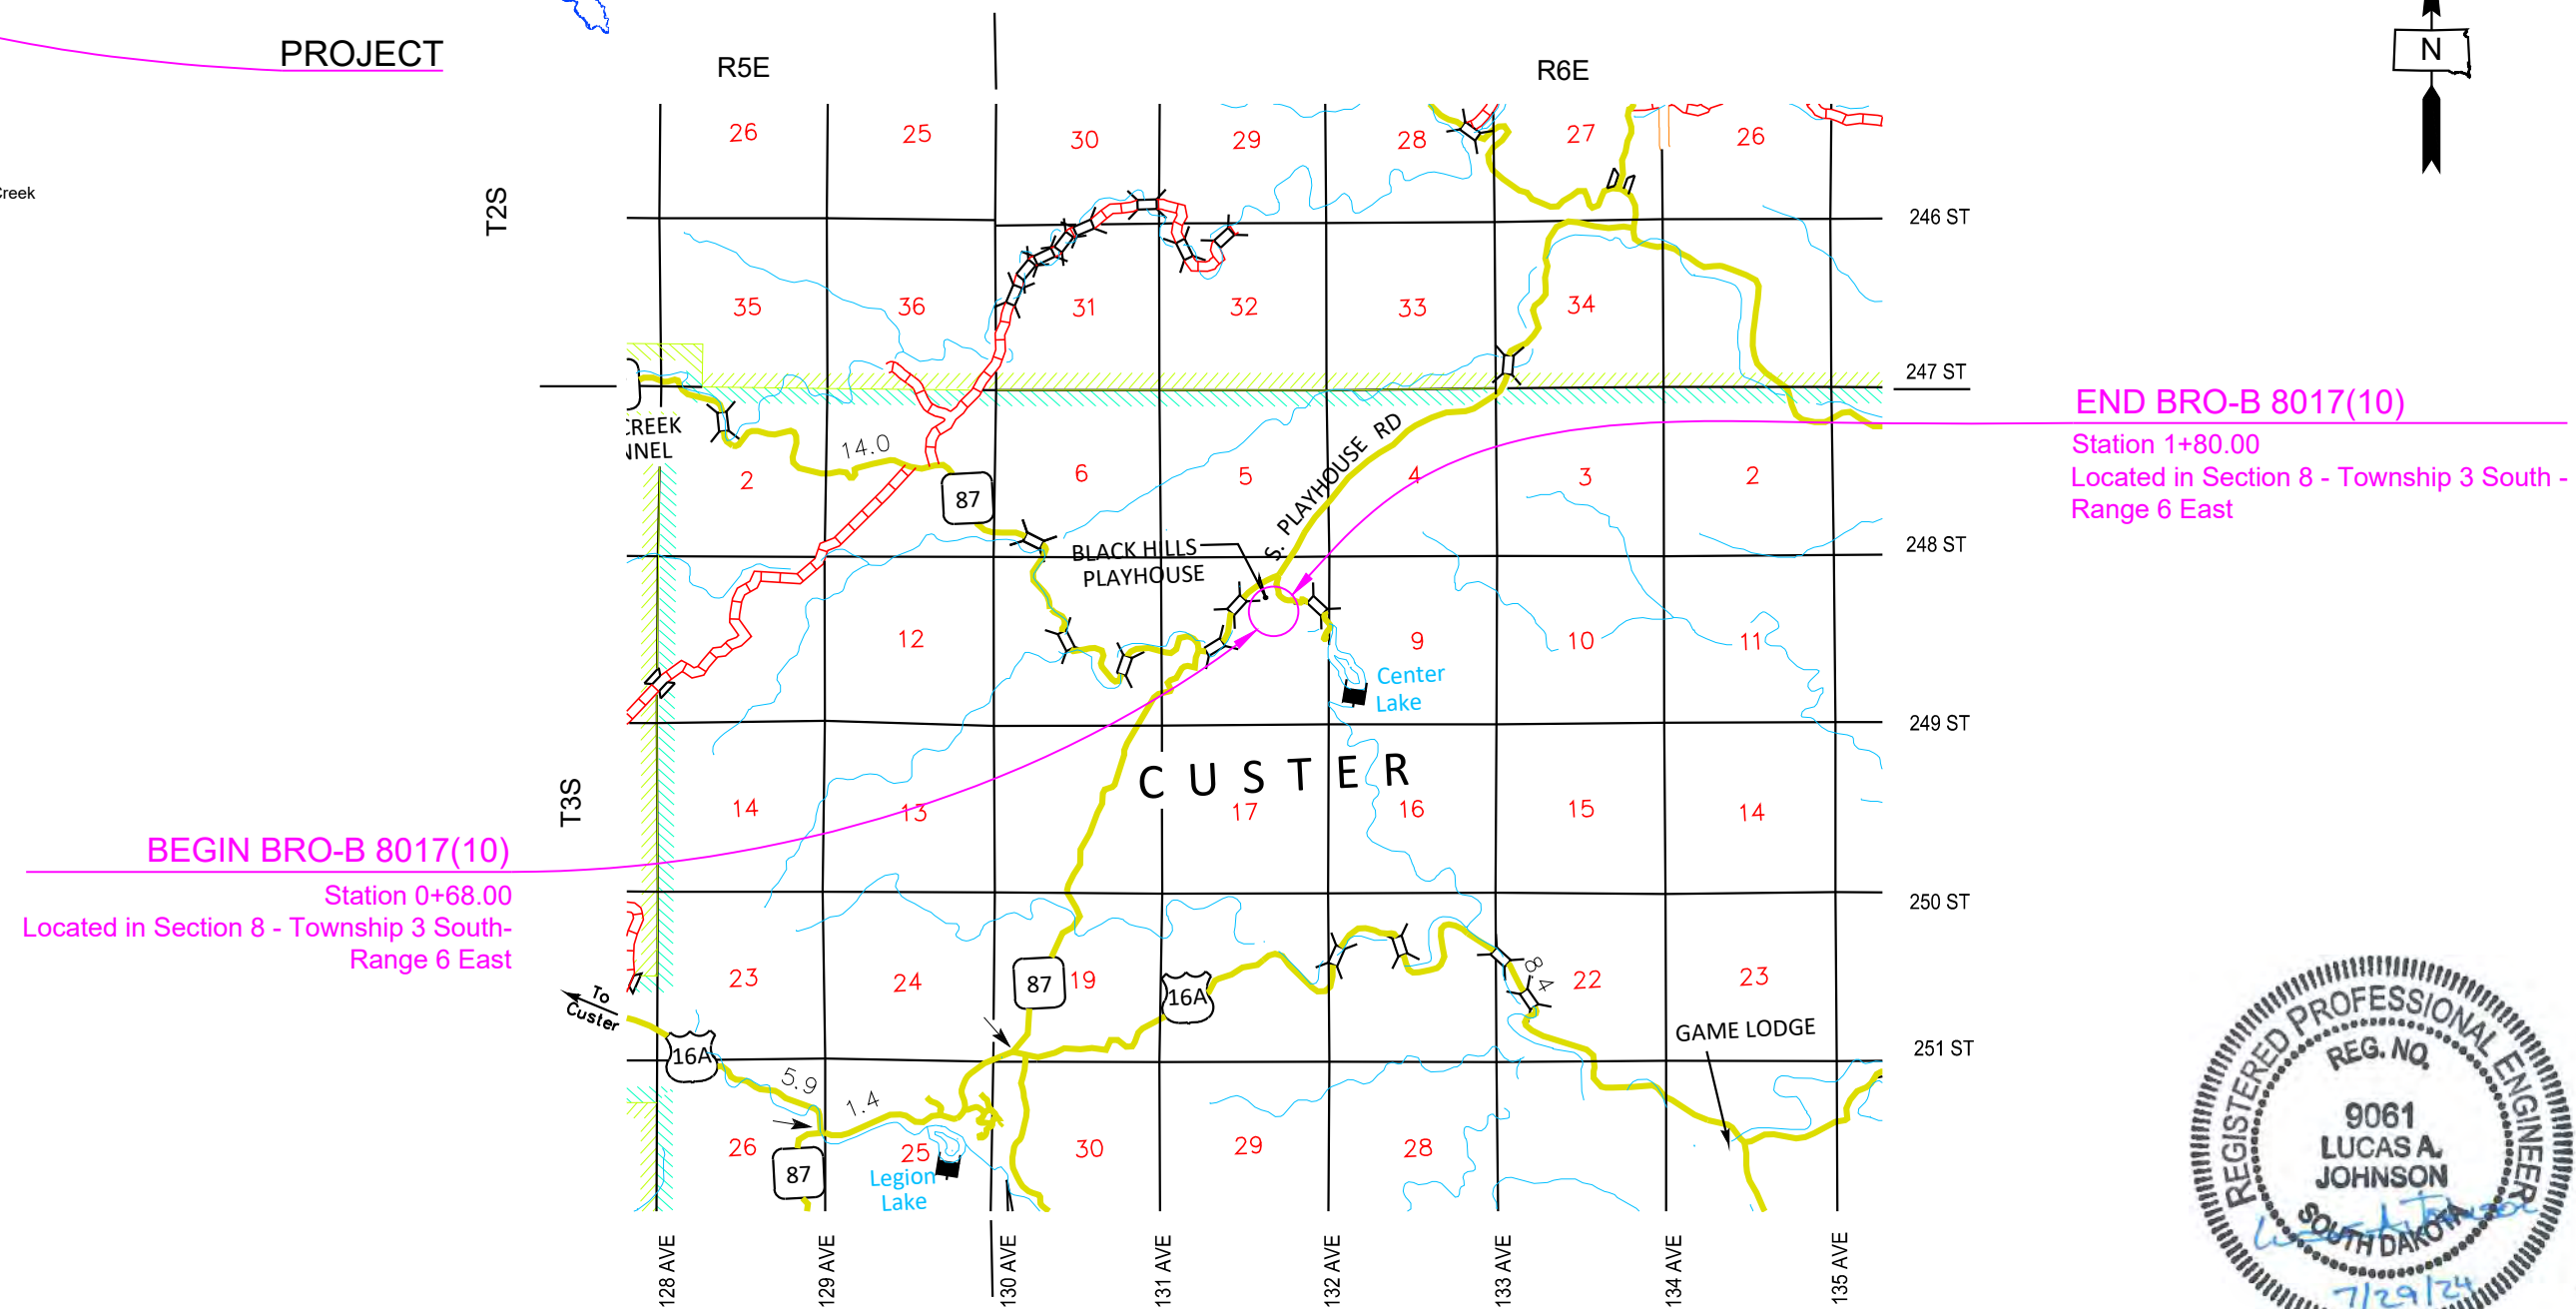 PROJECT
Creek
N
R5E
R6E
T2S
26
25
30
29
28
27
26
246 ST
35
36
31
32
33
34
247 ST
CREEK
NNEL
14.0
87
2
6
5
4
3
2
S. PLAYHOUSE RD
END BRO-B 8017(10)
Station 1+80.00
Located in Section 8 - Township 3 South -
Range 6 East
248 ST
BLACK HILLS
PLAYHOUSE
12
9
10
11
Center
Lake
249 ST
CUSTER
T3S
14
13
17
16
15
14
BEGIN BRO-B 8017(10)
Station 0+68.00
Located in Section 8 - Township 3 South-
Range 6 East
250 ST
23
24
87
19
16A
8.4
22
23
To
Custer
16A
5.9
1.4
GAME LODGE
251 ST
26
87
25
Legion
Lake
30
29
28
128 AVE
129 AVE
130 AVE
131 AVE
132 AVE
133 AVE
134 AVE
135 AVE
REGISTERED PROFESSIONAL ENGINEER
REG. NO.
9061
LUCAS A.
JOHNSON
SOUTH DAKOTA
7/29/24